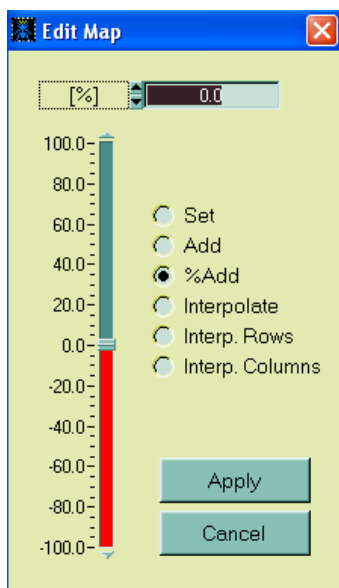 Edit Map
[%] 0.0
100.0
80.0
60.0
40.0
20.0
0.0
-20.0
-40.0
-60.0
-80.0
-100.0
Set
Add
%Add
Interpolate
Interp. Rows
Interp. Columns
Apply
Cancel